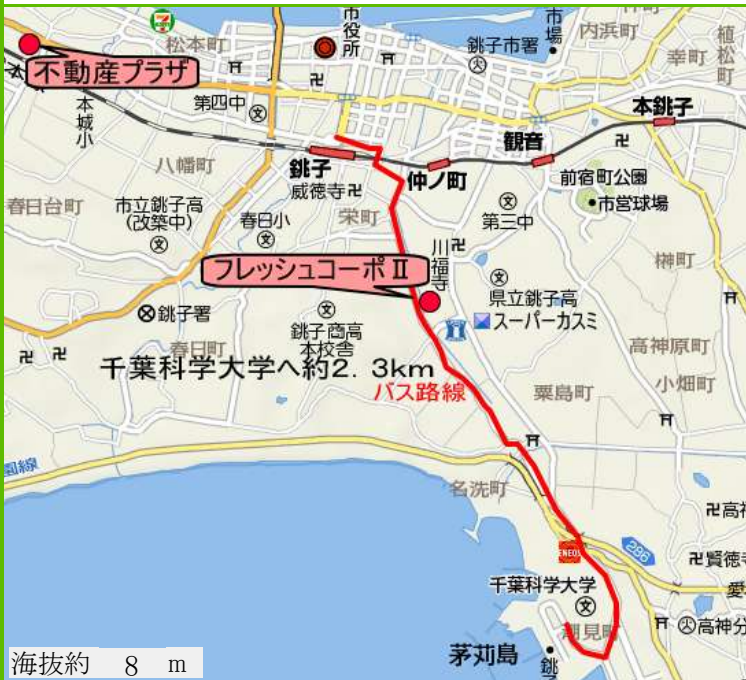 市役所
市場
内浜町
松本町
銚子市署
植松町
幸町
不動産プラザ
第四中
本城小
本銚子
観音
八幡町
銚子
仲ノ町
威徳寺
前宿町公園
春日台町
市立銚子高
(改築中)
春日小
栄町
第三中
市営球場
川福寺
榊町
フレッシュコーポⅡ
県立銚子高
スーパーカスミ
銚子署
銚子商高
本校舎
春日町
高神原町
千葉科学大学へ約2. 3km
小畑町
バス路線
粟島町
名洗町
286
ENEOS
賢徳寺
千葉科学大学
潮見町
茅刈島
高神分
海抜約 8 m